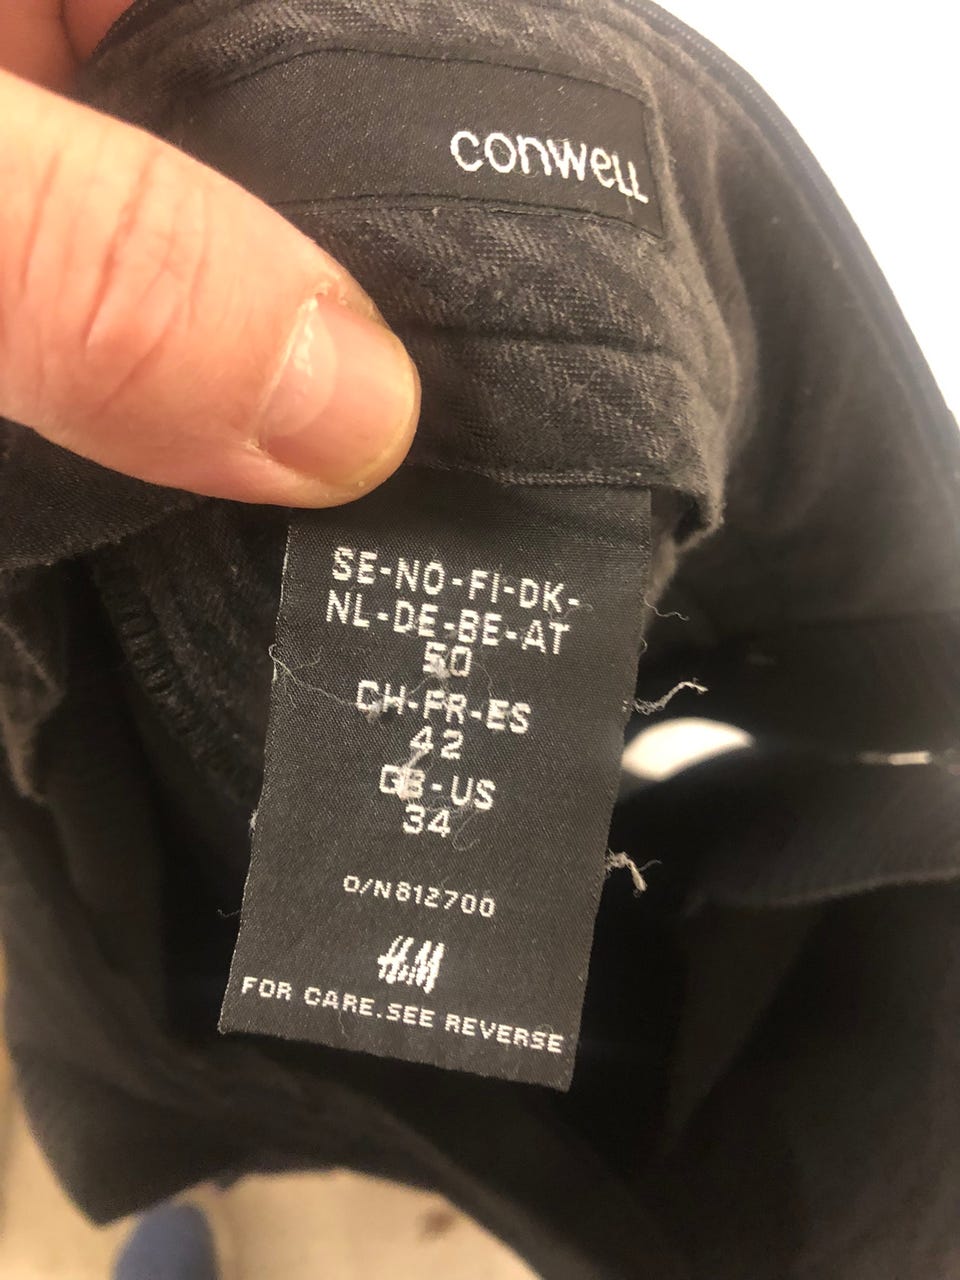 conwell
SE-NO-FI-DK-
NL-DE-BE-AT
50
CH-FR-ES
42
GB-US
34
O/N812700
H&M
FOR CARE.SEE REVERSE